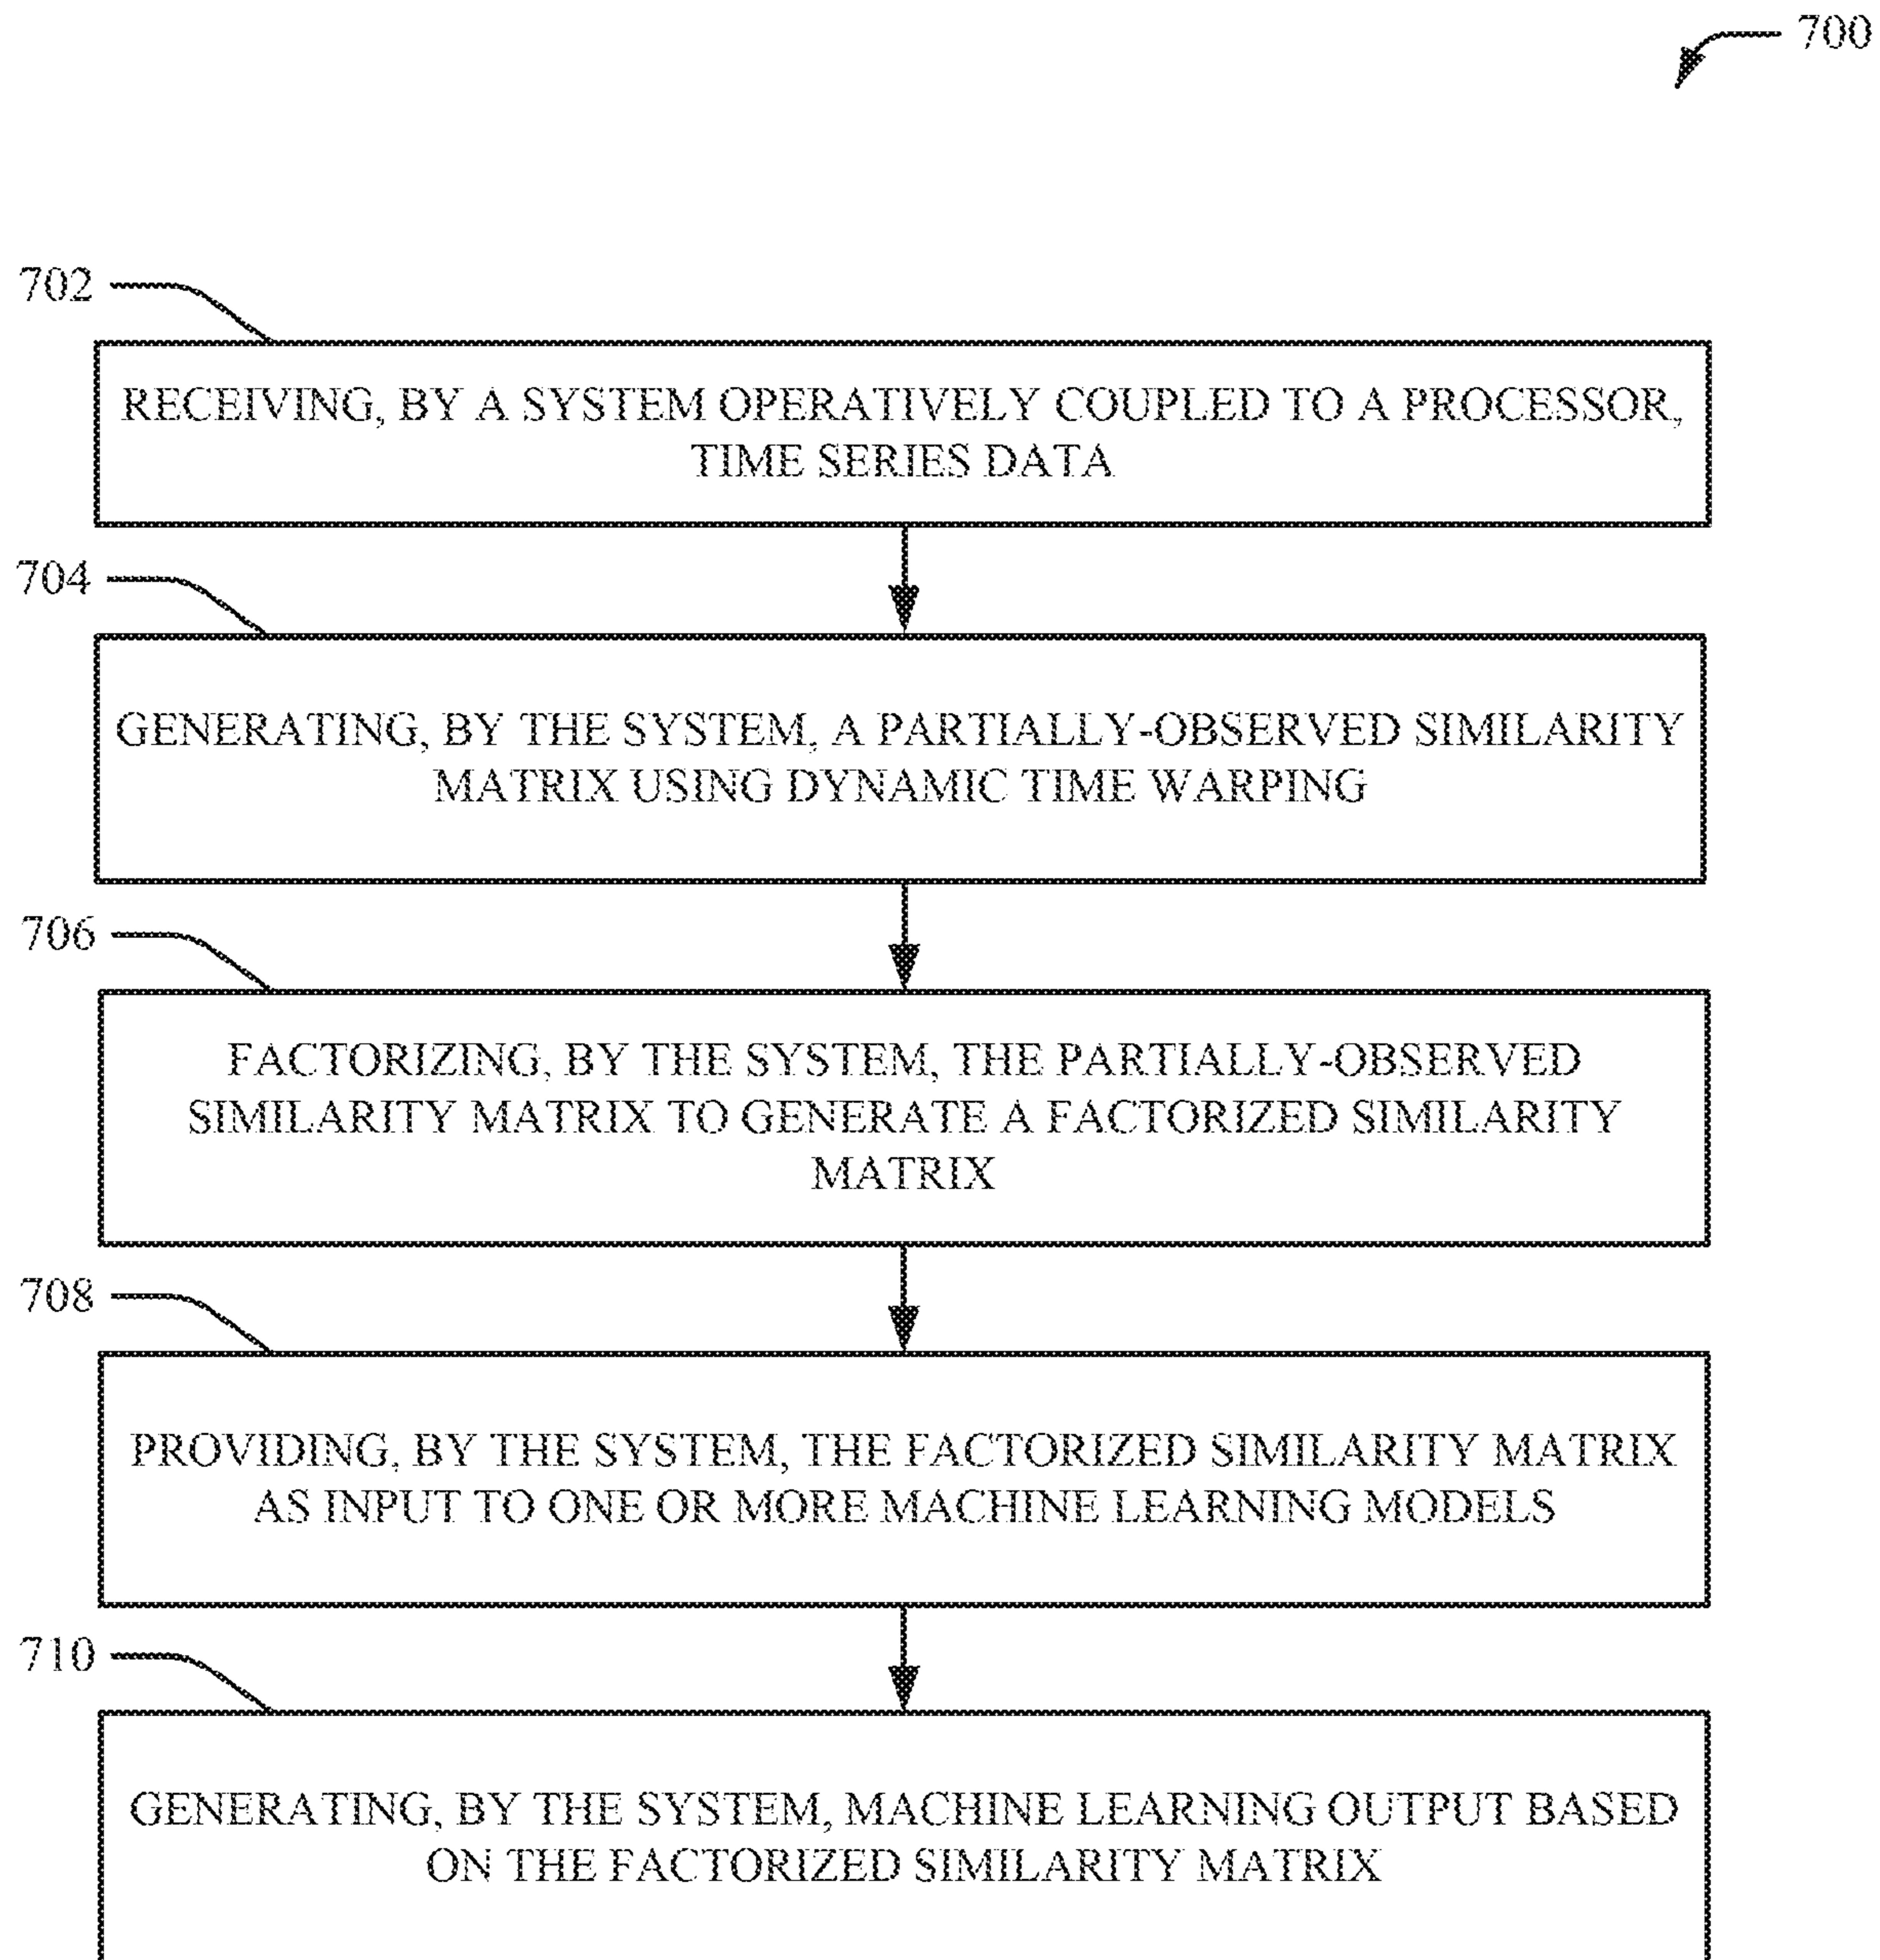 700
702
RECEIVING, BY A SYSTEM OPERATIVELY COUPLED TO A PROCESSOR,
TIME SERIES DATA
704
GENERATING, BY THE SYSTEM, A PARTIALLY-OBSERVED SIMILARITY
MATRIX USING DYNAMIC TIME WARPING
706
FACTORIZING, BY THE SYSTEM, THE PARTIALLY-OBSERVED
SIMILARITY MATRIX TO GENERATE A FACTORIZED SIMILARITY
MATRIX
708
PROVIDING, BY THE SYSTEM, THE FACTORIZED SIMILARITY MATRIX
AS INPUT TO ONE OR MORE MACHINE LEARNING MODELS
710
GENERATING, BY THE SYSTEM, MACHINE LEARNING OUTPUT BASED
ON THE FACTORIZED SIMILARITY MATRIX